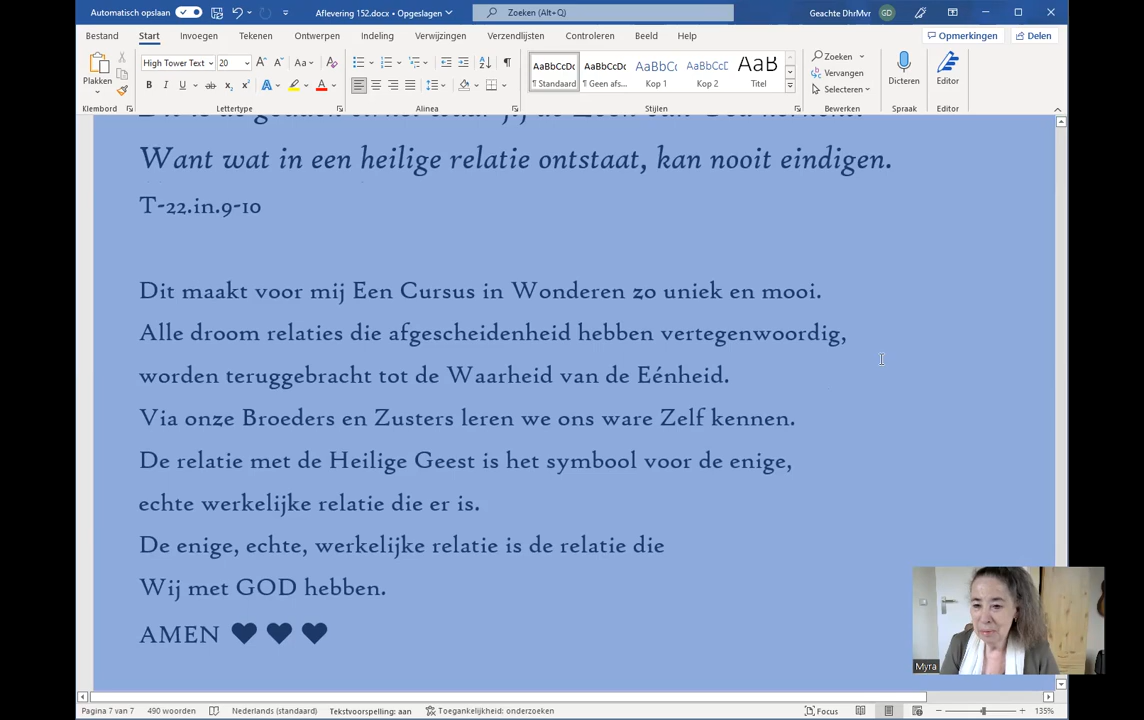 Automatisch opslaan
Aflevering 152.docx • Opgeslagen
Zoeken (Alt+Q)
Geachte DhrMvr
GD
Bestand Start Invoegen Tekenen Ontwerpen Indeling Verwijzingen Verzendlijsten Controleren Beeld Help Opmerkingen Delen
Plakken
High Tower Text 20
AaBbCcDc AaBbCcDc AaBbCc AaBbCcD AaB
¶ Standaard ¶ Geen afs... Kop 1 Kop 2 Titel
Zoeken
Vervangen
Selecteren
Dicteren
Editor
Klembord Lettertype Alinea Stijlen Bewerken Spraak Editor
Want wat in een heilige relatie ontstaat, kan nooit eindigen.
T-22.in.9-10
Dit maakt voor mij Een Cursus in Wonderen zo uniek en mooi.
Alle droom relaties die afgescheidenheid hebben vertegenwoordig,
worden teruggebracht tot de Waarheid van de Eénheid.
Via onze Broeders en Zusters leren we ons ware Zelf kennen.
De relatie met de Heilige Geest is het symbool voor de enige,
echte werkelijke relatie die er is.
De enige, echte, werkelijke relatie is de relatie die
Wij met GOD hebben.
AMEN ♥ ♥ ♥
Myra
Pagina 7 van 7 490 woorden Nederlands (standaard) Tekstvoorspelling: aan Toegankelijkheid: onderzoeken Focus 135%